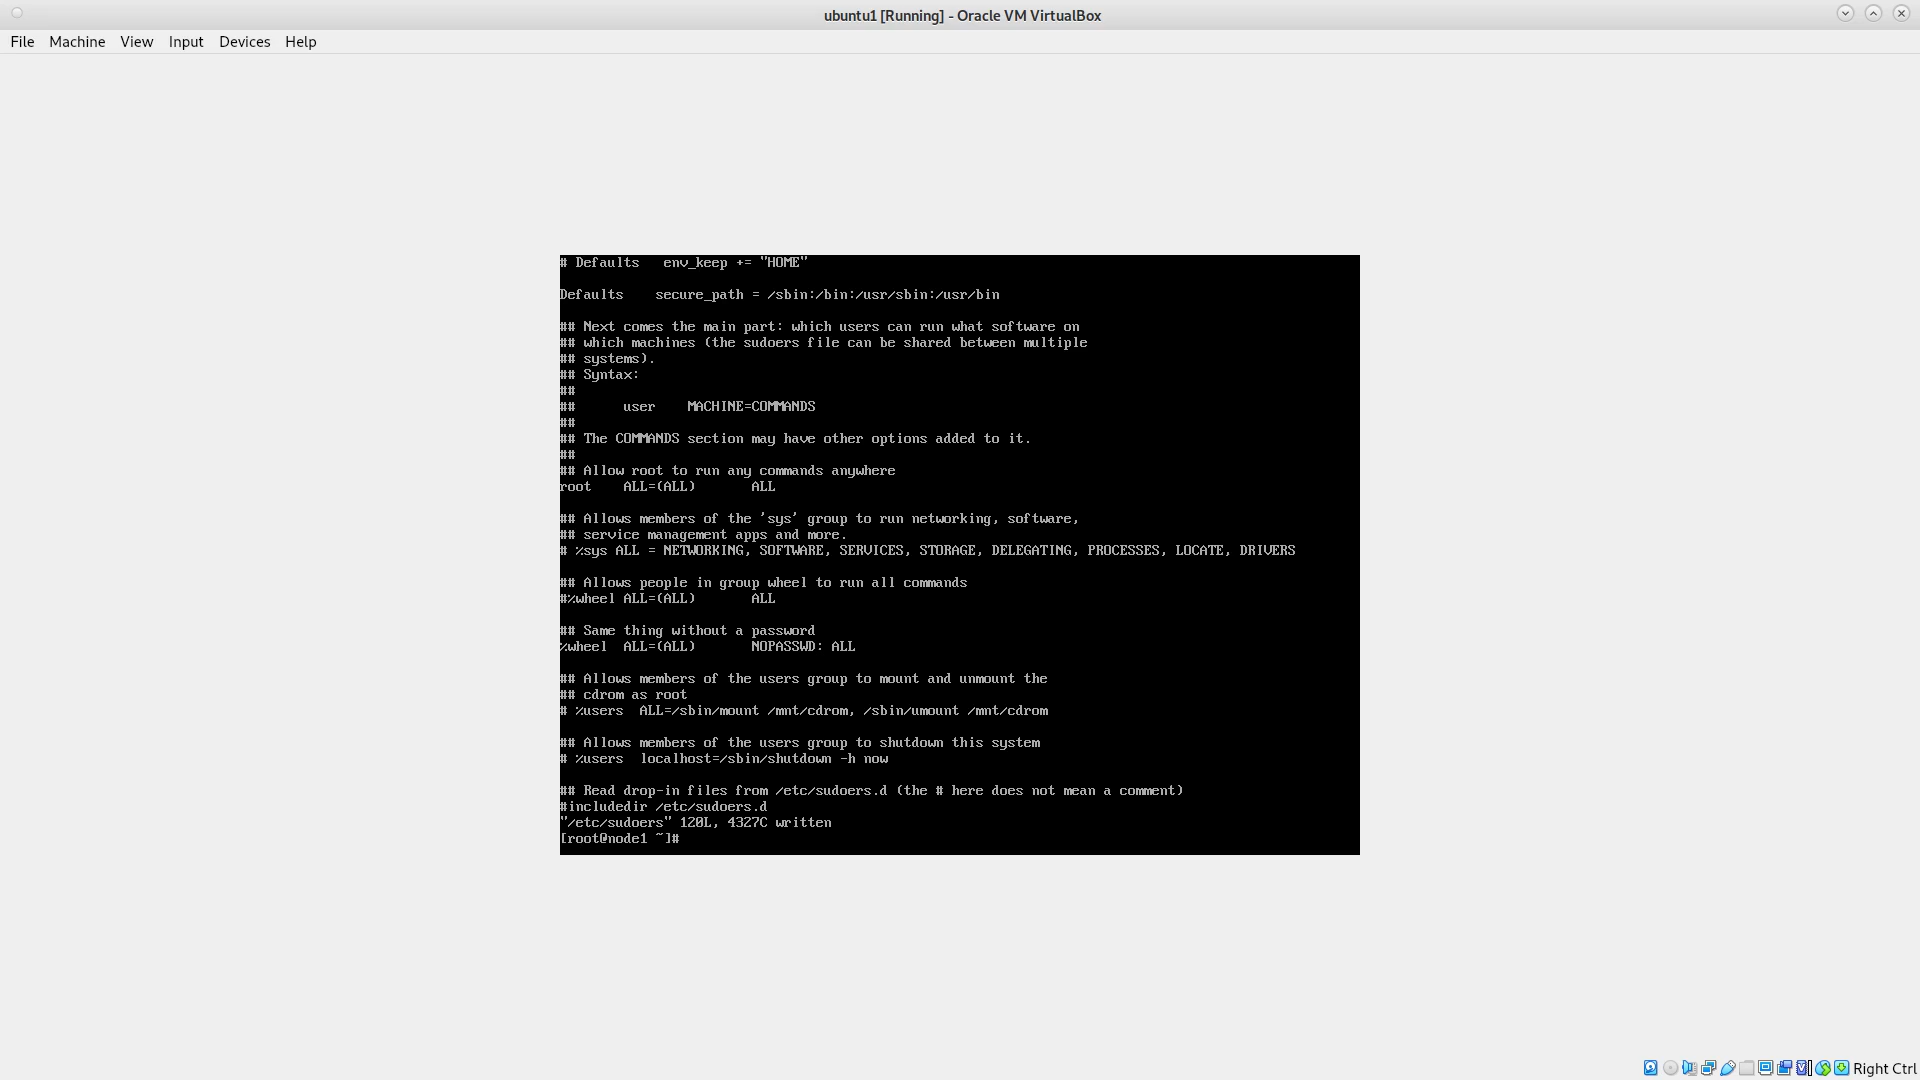 ubuntu1 [Running] - Oracle VM VirtualBox
File Machine View Input Devices Help
# Defaults   env_keep += "HOME"
Defaults    secure_path = /sbin:/bin:/usr/sbin:/usr/bin
## Next comes the main part: which users can run what software on
## which machines (the sudoers file can be shared between multiple
## systems).
## Syntax:
##
##      user    MACHINE=COMMANDS
##
## The COMMANDS section may have other options added to it.
##
## Allow root to run any commands anywhere
root    ALL=(ALL)       ALL
## Allows members of the 'sys' group to run networking, software,
## service management apps and more.
# %sys ALL = NETWORKING, SOFTWARE, SERVICES, STORAGE, DELEGATING, PROCESSES, LOCATE, DRIVERS
## Allows people in group wheel to run all commands
#%wheel ALL=(ALL)       ALL
## Same thing without a password
%wheel  ALL=(ALL)       NOPASSWD: ALL
## Allows members of the users group to mount and unmount the
## cdrom as root
# %users  ALL=/sbin/mount /mnt/cdrom, /sbin/umount /mnt/cdrom
## Allows members of the users group to shutdown this system
# %users  localhost=/sbin/shutdown -h now
## Read drop-in files from /etc/sudoers.d (the # here does not mean a comment)
#includedir /etc/sudoers.d
"/etc/sudoers" 120L, 4327C written
[root@node1 ~]#
Right Ctrl